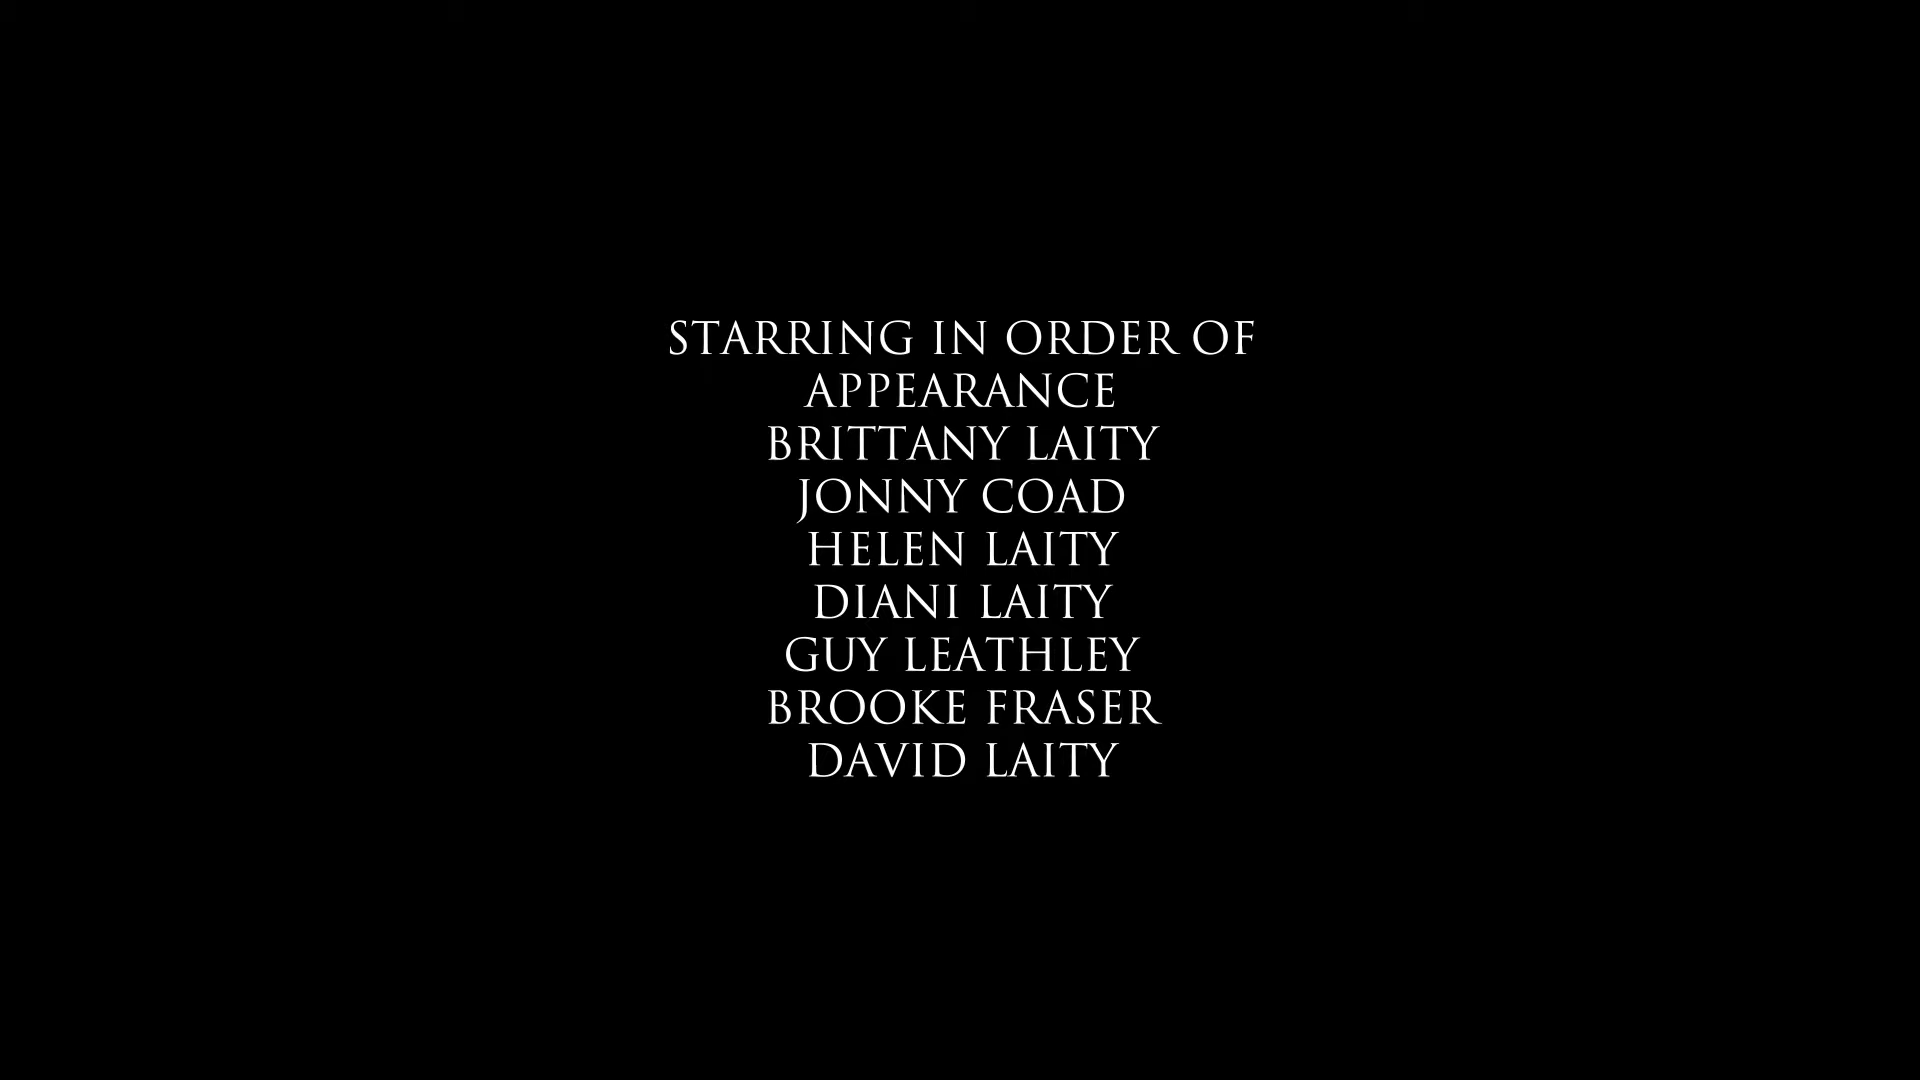 STARRING IN ORDER OF
APPEARANCE
BRITTANY LAITY
JONNY COAD
HELEN LAITY
DIANI LAITY
GUY LEATHLEY
BROOKE FRASER
DAVID LAITY